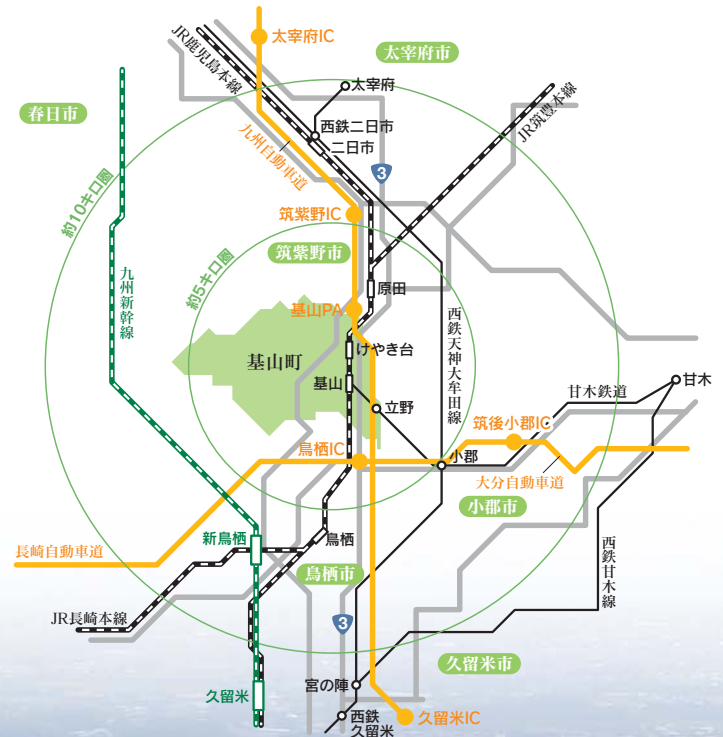 太宰府IC
太宰府市
JR鹿児島本線
太宰府
春日市
西鉄二日市
二日市
JR筑豊本線
九州自動車道
3
約10キロ圏
筑紫野IC
筑紫野市
九州新幹線
約5キロ圏
原田
基山PA
西鉄天神大牟田線
けやき台
基山町
基山
甘木
甘木鉄道
立野
筑後小郡IC
鳥栖IC
小郡
大分自動車道
小郡市
新鳥栖
鳥栖
長崎自動車道
鳥栖市
西鉄甘木線
JR長崎本線
3
久留米市
宮の陣
久留米
西鉄
久留米
久留米IC